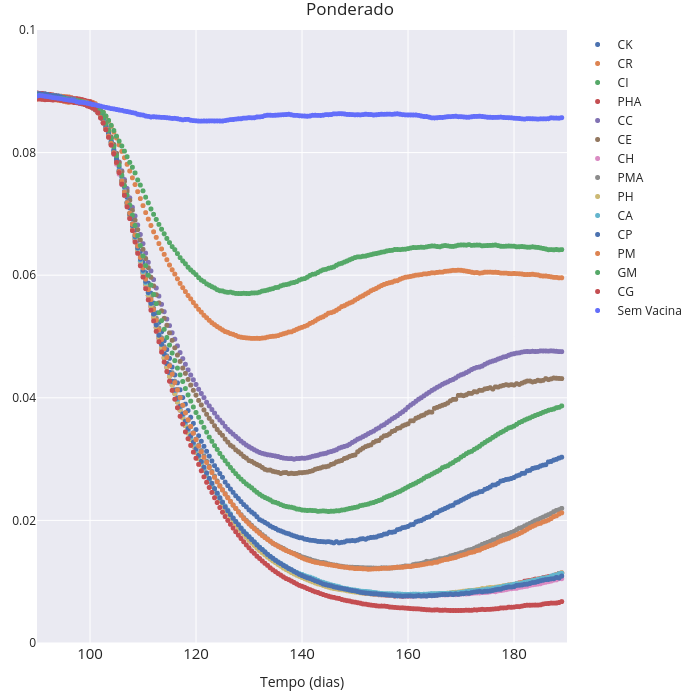 Ponderado
0.1
0.08
0.06
0.04
0.02
0
100
120
140
160
180
Tempo (dias)
CK
CR
CI
PHA
CC
CE
CH
PMA
PH
CA
CP
PM
GM
CG
Sem Vacina